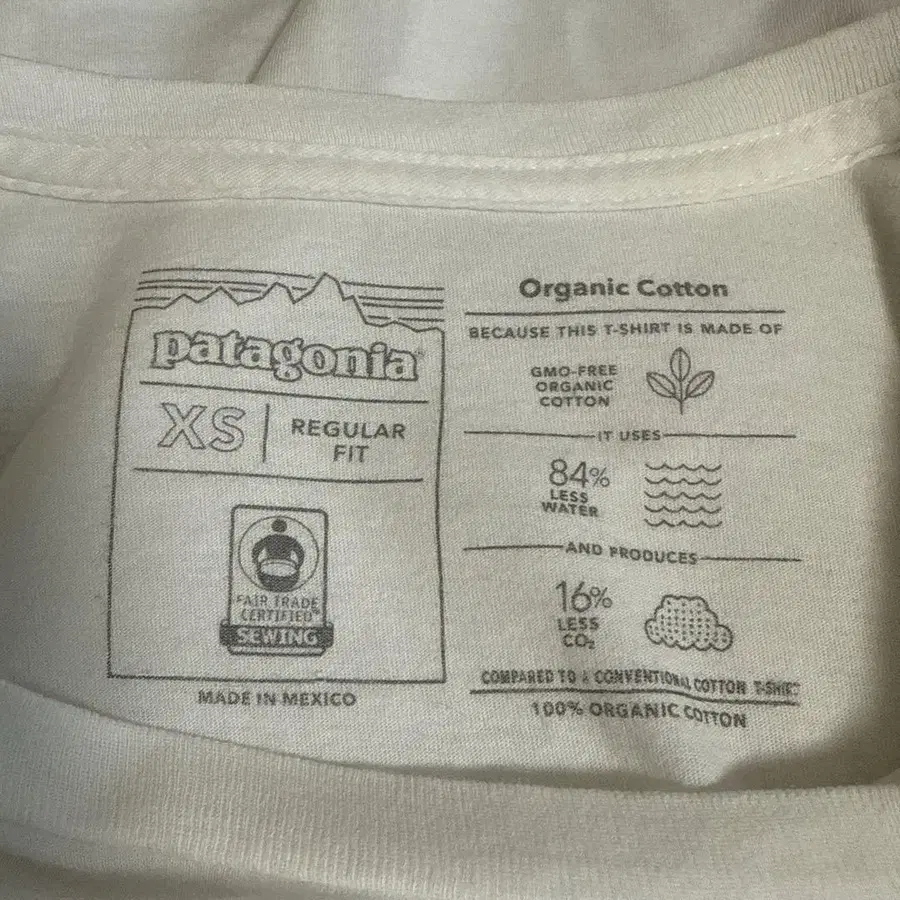 patagonia®
XS
REGULAR
FIT
FAIR TRADE
CERTIFIED™
SEWING
MADE IN MEXICO
Organic Cotton
BECAUSE THIS T-SHIRT IS MADE OF
GMO-FREE
ORGANIC
COTTON
IT USES
84%
LESS
WATER
AND PRODUCES
16%
LESS
CO₂
COMPARED TO A CONVENTIONAL COTTON T-SHIRT
100% ORGANIC COTTON